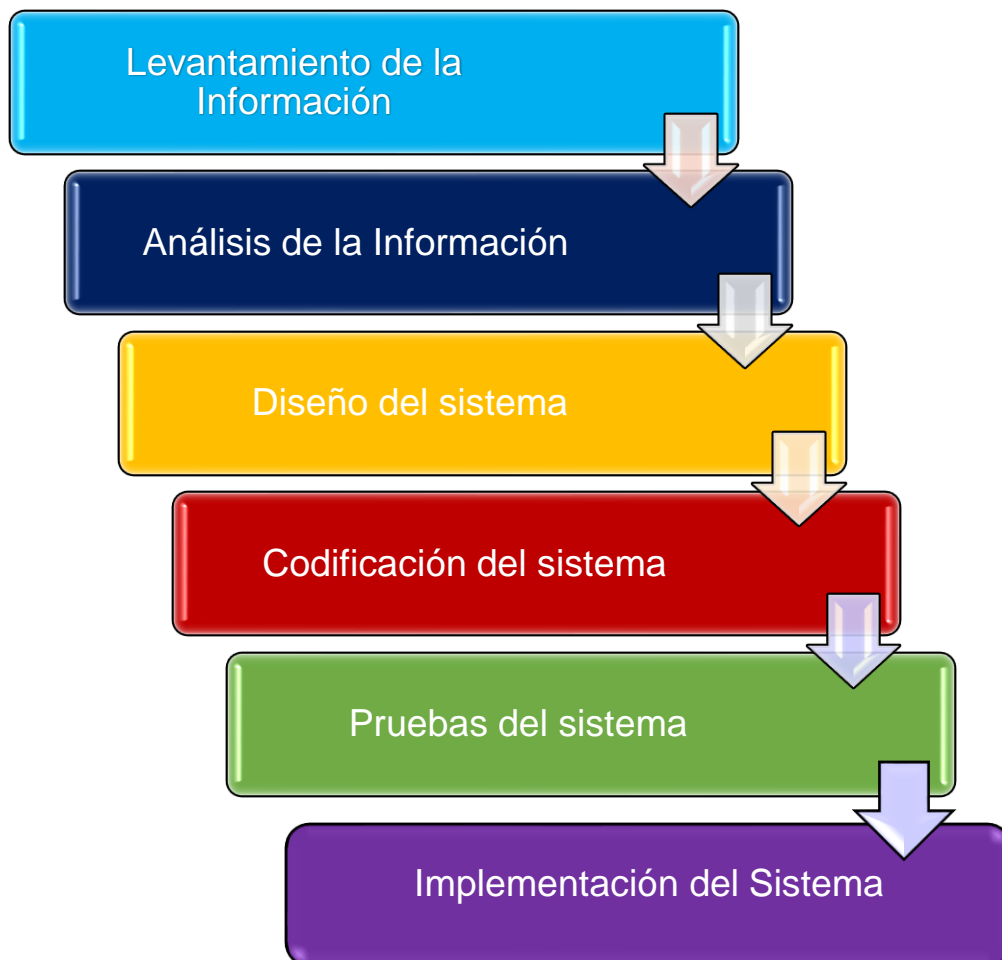 Levantamiento de la
Información
Análisis de la Información
Diseño del sistema
Codificación del sistema
Pruebas del sistema
Implementación del Sistema